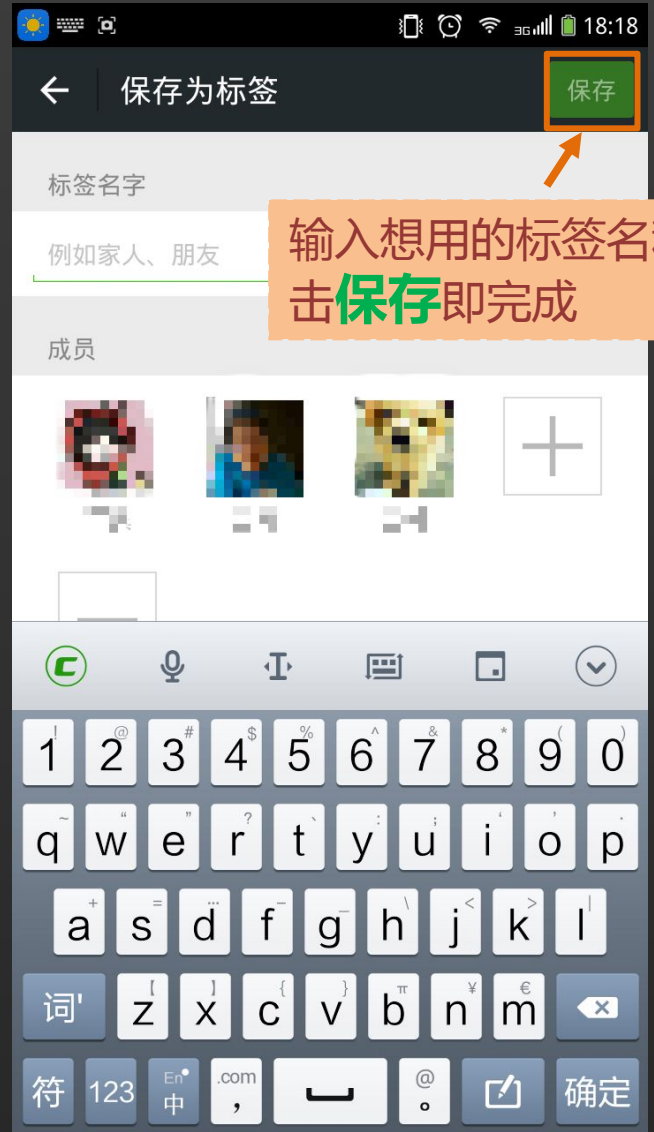 3G 18:18
保存为标签
保存
标签名字
例如家人、朋友
输入想用的标签名
击保存即完成
成员
1 ! 2 @ 3 # 4 $ 5 % 6 ^ 7 & 8 * 9 ( 0 )
q ~ w “ e ” r ? t ` y : u ; i ‘ o ’ p ·
a + s = d … f – g _ h \ j < k > l |
词' z [ x ] c { v } b π n ¥ m €
符 123 En 中 .com , @ 。 确定